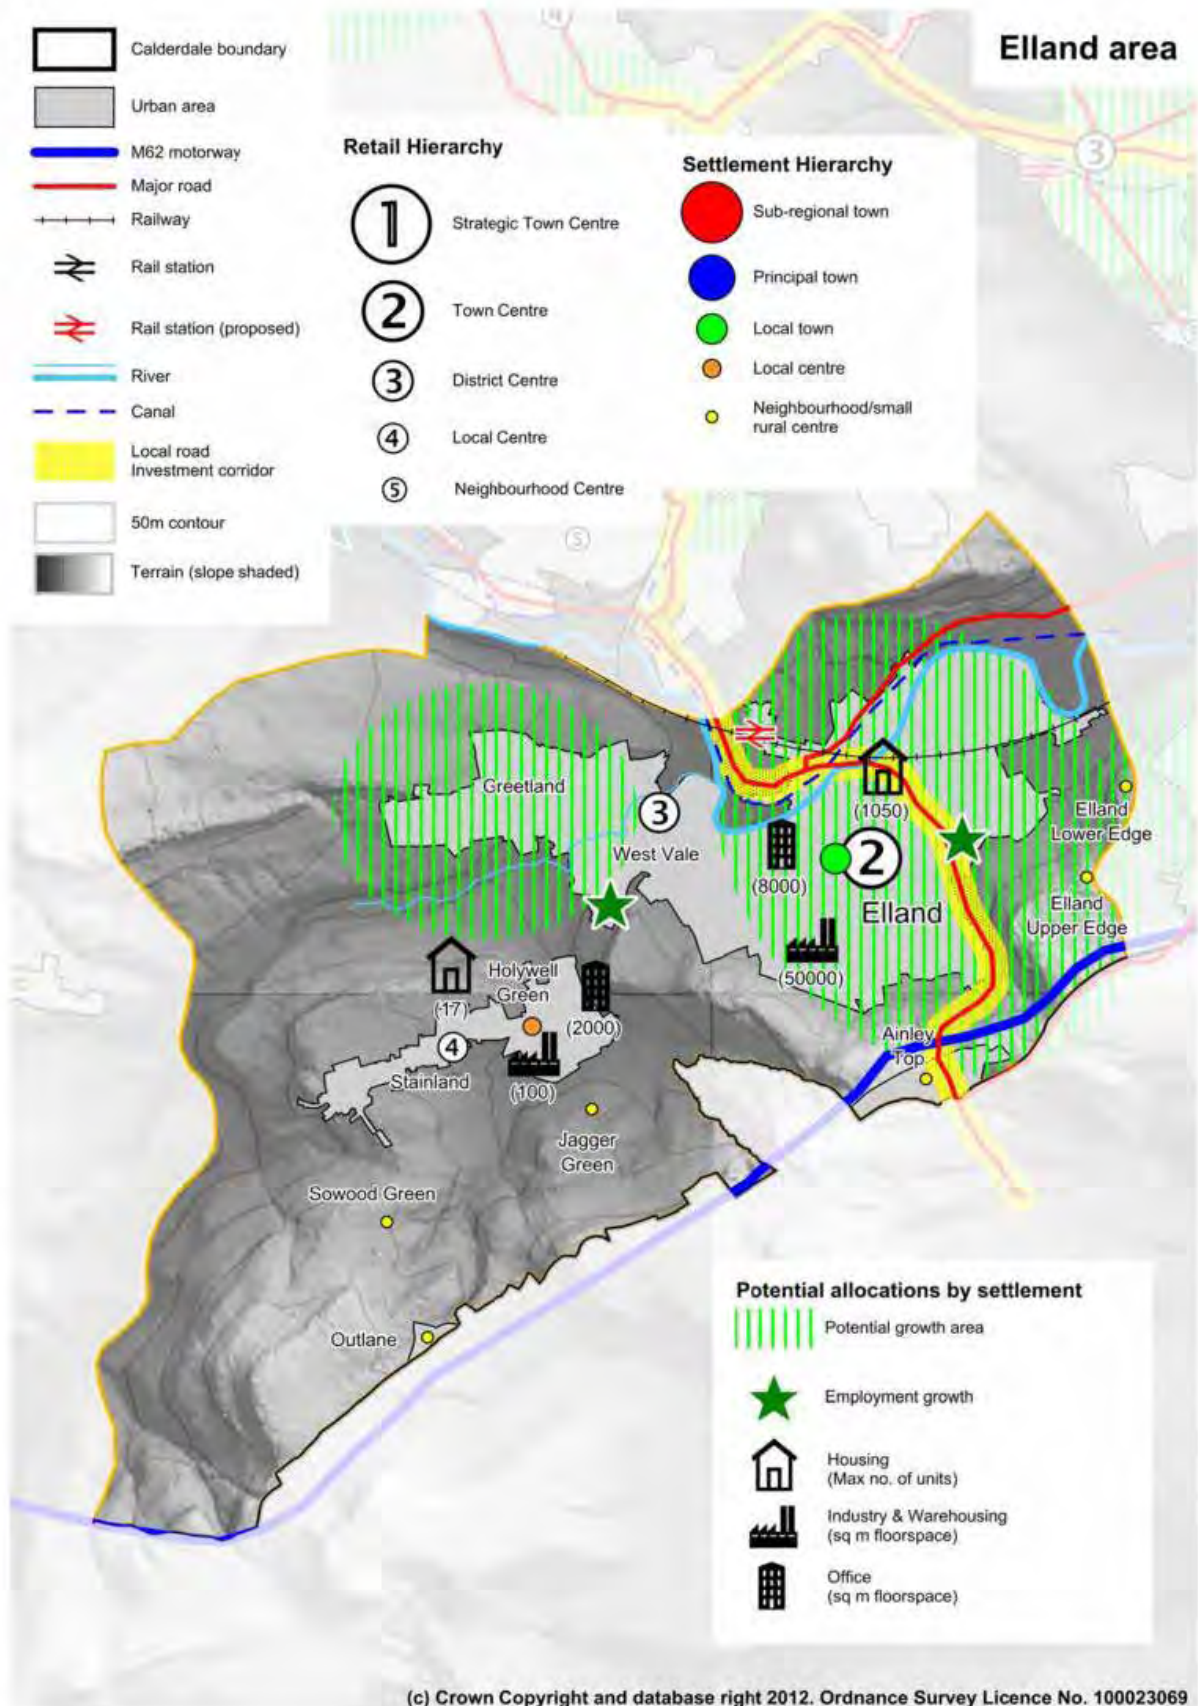 Elland area
Calderdale boundary
Urban area
M62 motorway
Major road
Railway
Rail station
Rail station (proposed)
River
Canal
Local road
Investment corridor
50m contour
Terrain (slope shaded)
Retail Hierarchy
1
Strategic Town Centre
2
Town Centre
3
District Centre
4
Local Centre
5
Neighbourhood Centre
Settlement Hierarchy
Sub-regional town
Principal town
Local town
Local centre
Neighbourhood/small
rural centre
4
3
5
Greetland
3
West Vale
(1050)
(8000)
2
Elland
(50000)
Elland
Lower Edge
Elland
Upper Edge
Ainley
Top
Holywell
Green
(17)
(2000)
4
Stainland
(100)
Jagger
Green
Sowood Green
Outlane
Potential allocations by settlement
Potential growth area
Employment growth
Housing
(Max no. of units)
Industry & Warehousing
(sq m floorspace)
Office
(sq m floorspace)
(c) Crown Copyright and database right 2012. Ordnance Survey Licence No. 100023069